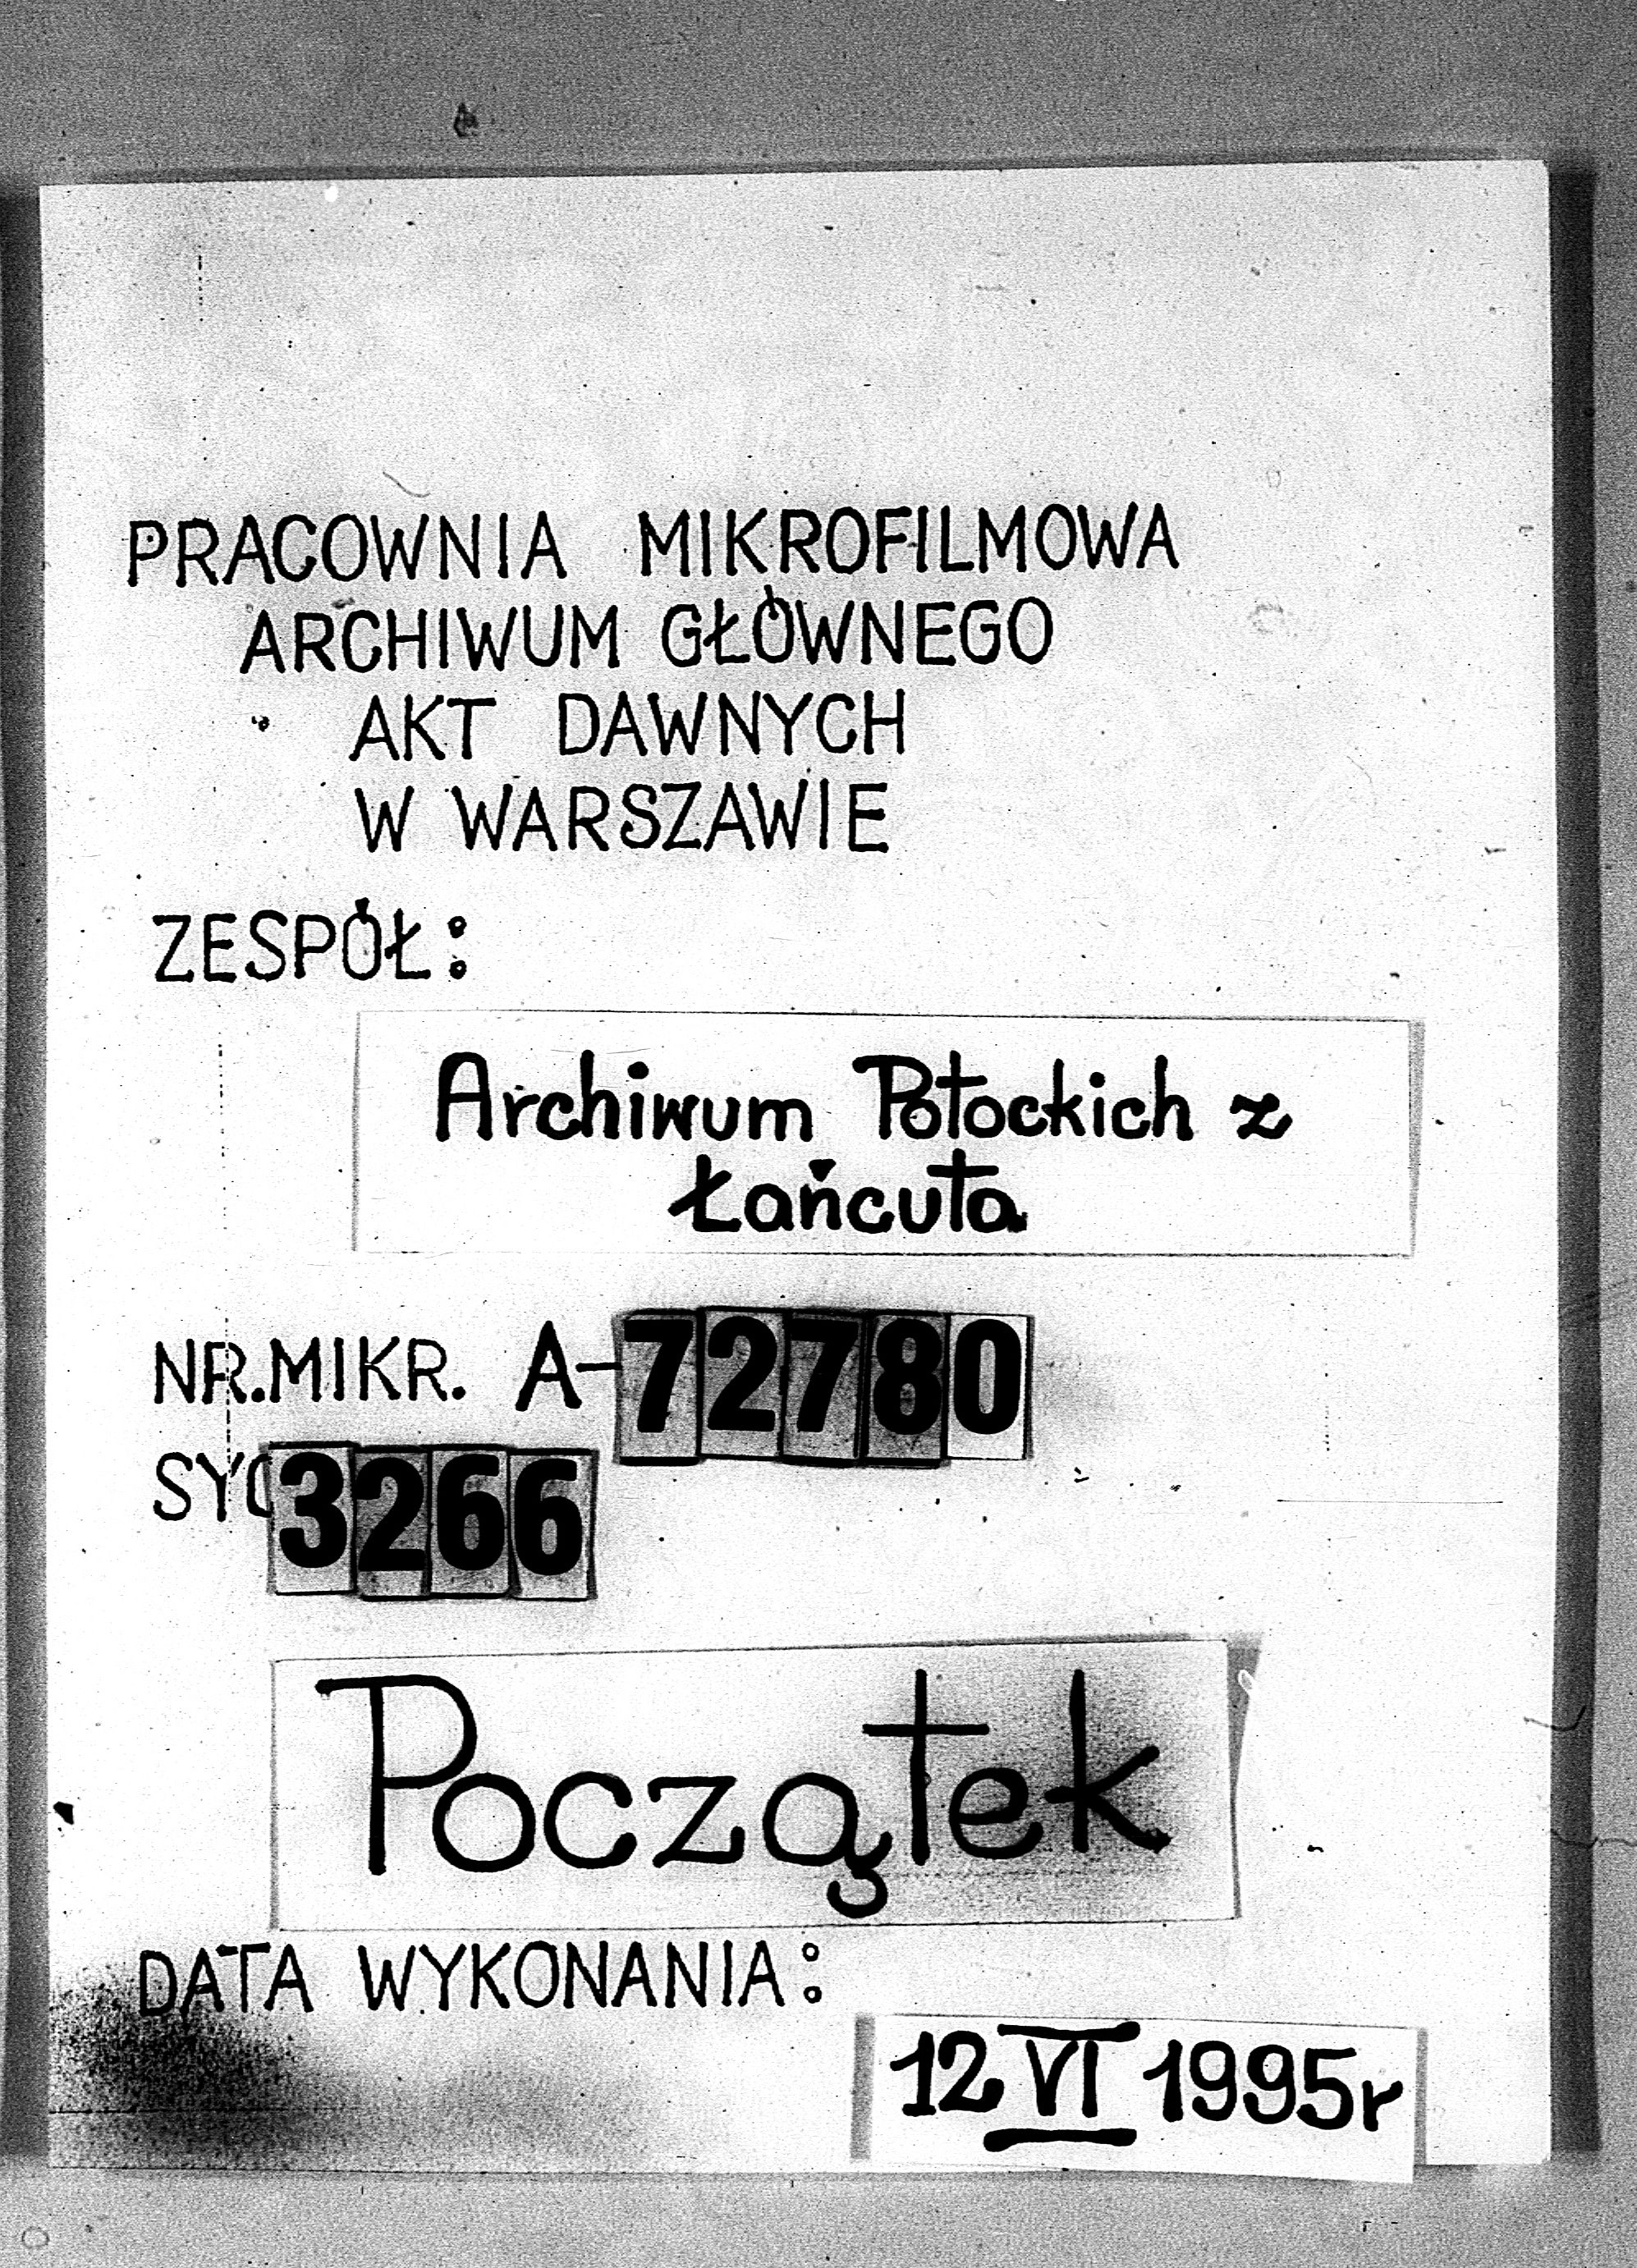 PRACOWNIA MIKROFILMOWA
ARCHIWUM GŁÓWNEGO
AKT DAWNYCH
W WARSZAWIE
ZESPÓŁ:
Archiwum Potockich z
Łańcuta
NR.MIKR. A-72780
SYG 3266
Początek
DATA WYKONANIA:
12 VI 1995r